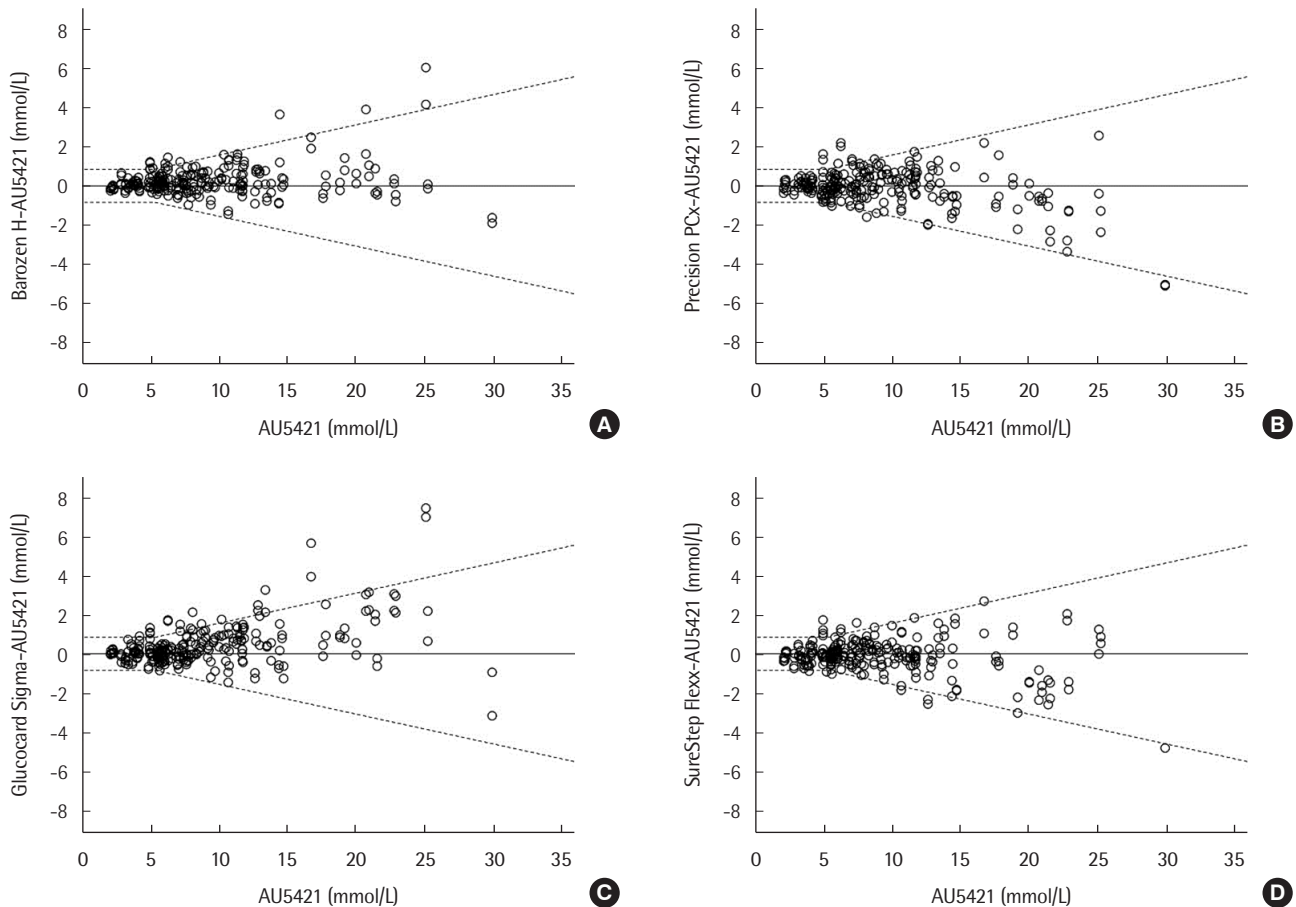 Barozen H–AU5421 (mmol/L)
8
6
4
2
0
-2
-4
-6
-8
0 5 10 15 20 25 30 35
AU5421 (mmol/L)
A
Precision PCx–AU5421 (mmol/L)
8
6
4
2
0
-2
-4
-6
-8
0 5 10 15 20 25 30 35
AU5421 (mmol/L)
B
Glucocard Sigma–AU5421 (mmol/L)
8
6
4
2
0
-2
-4
-6
-8
0 5 10 15 20 25 30 35
AU5421 (mmol/L)
C
SureStep Flexx–AU5421 (mmol/L)
8
6
4
2
0
-2
-4
-6
-8
0 5 10 15 20 25 30 35
AU5421 (mmol/L)
D